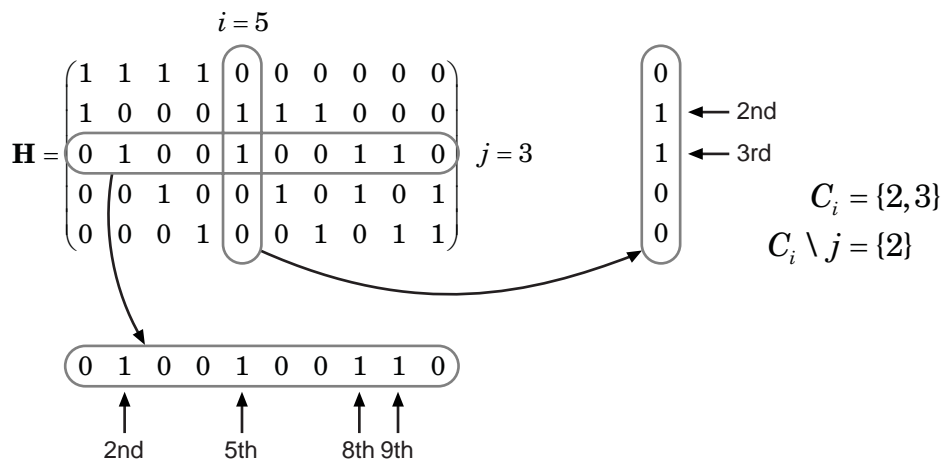 i = 5
1 1 1 1 0 0 0 0 0 0
1 0 0 0 1 1 1 0 0 0
H = 0 1 0 0 1 0 0 1 1 0 j = 3
0 0 1 0 0 1 0 1 0 1
0 0 0 1 0 0 1 0 1 1
0
1 2nd
1 3rd
0
0
C_i = {2, 3}
C_i \ j = {2}
0 1 0 0 1 0 0 1 1 0
2nd 5th 8th 9th